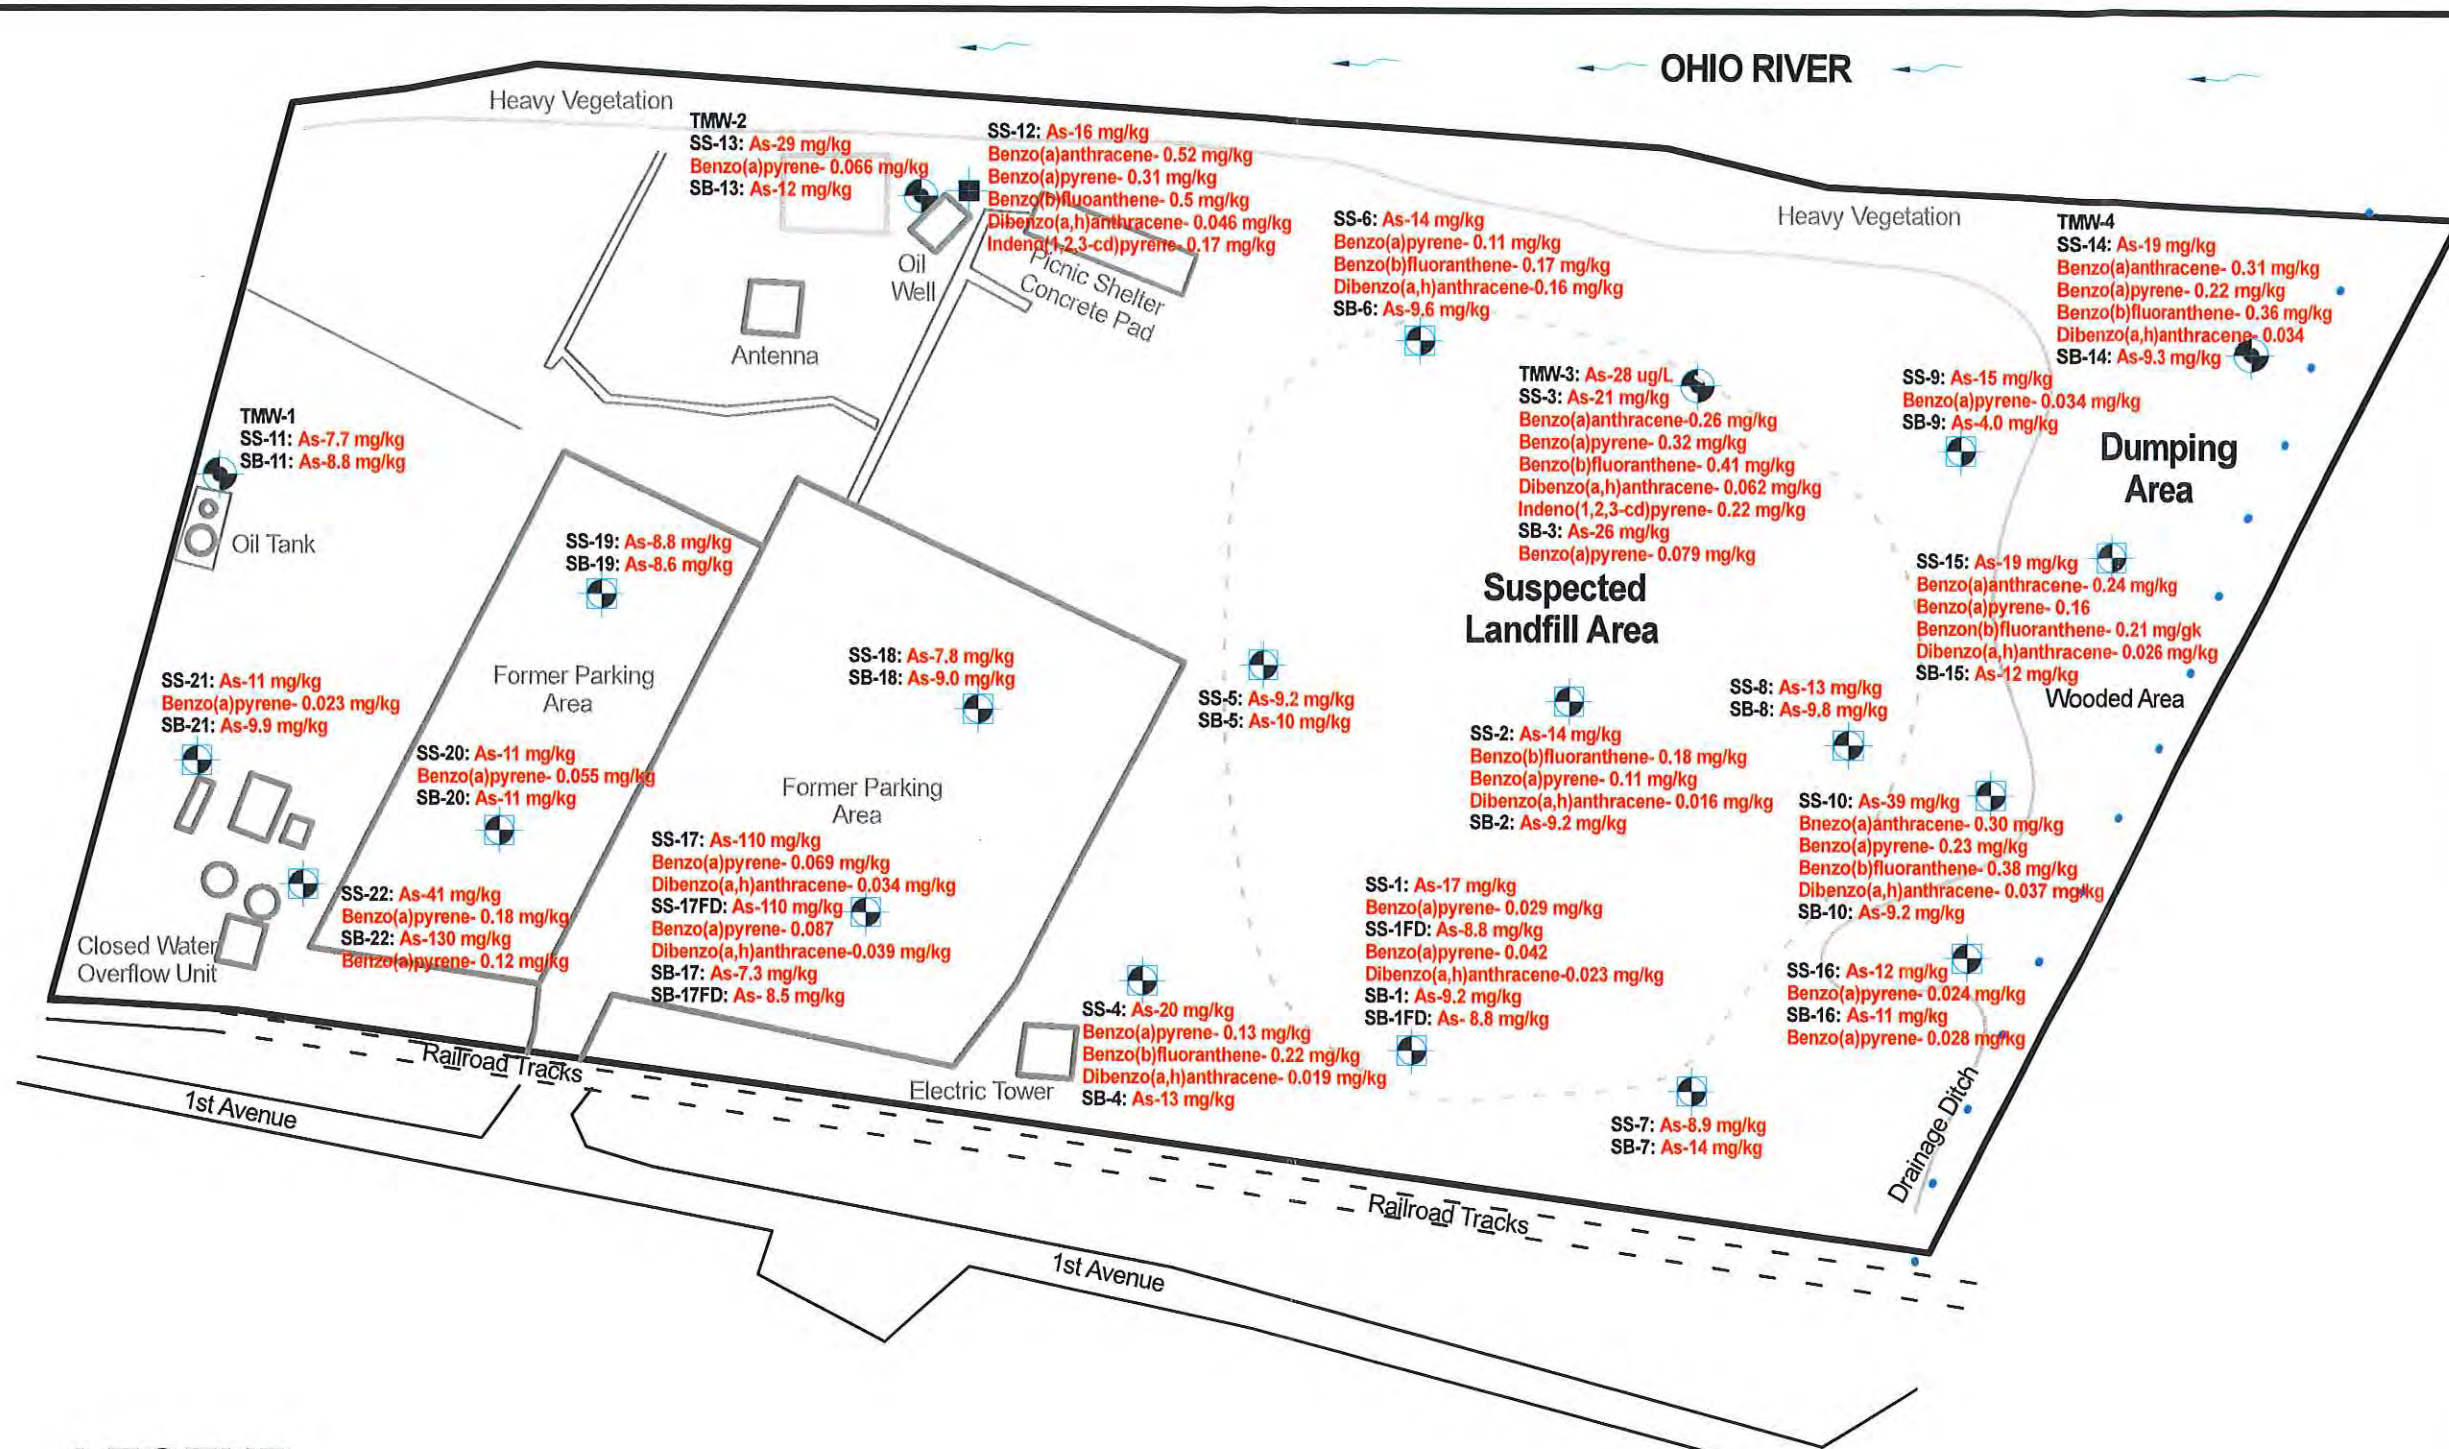 OHIO RIVER
Heavy Vegetation
TMW-2
SS-13: As-29 mg/kg
Benzo(a)pyrene- 0.066 mg/kg
SB-13: As-12 mg/kg
SS-12: As-16 mg/kg
Benzo(a)anthracene- 0.52 mg/kg
Benzo(a)pyrene- 0.31 mg/kg
Benzo(b)fluoanthene- 0.5 mg/kg
Dibenzo(a,h)anthracene- 0.046 mg/kg
Indeno(1,2,3-cd)pyrene- 0.17 mg/kg
Oil
Well
Picnic Shelter
Concrete Pad
Antenna
SS-6: As-14 mg/kg
Benzo(a)pyrene- 0.11 mg/kg
Benzo(b)fluoranthene- 0.17 mg/kg
Dibenzo(a,h)anthracene-0.16 mg/kg
SB-6: As-9.6 mg/kg
Heavy Vegetation
TMW-4
SS-14: As-19 mg/kg
Benzo(a)anthracene- 0.31 mg/kg
Benzo(a)pyrene- 0.22 mg/kg
Benzo(b)fluoranthene- 0.36 mg/kg
Dibenzo(a,h)anthracene- 0.034
SB-14: As-9.3 mg/kg
TMW-3: As-28 ug/L
SS-3: As-21 mg/kg
Benzo(a)anthracene-0.26 mg/kg
Benzo(a)pyrene- 0.32 mg/kg
Benzo(b)fluoranthene- 0.41 mg/kg
Dibenzo(a,h)anthracene- 0.062 mg/kg
Indeno(1,2,3-cd)pyrene- 0.22 mg/kg
SB-3: As-26 mg/kg
Benzo(a)pyrene- 0.079 mg/kg
SS-9: As-15 mg/kg
Benzo(a)pyrene- 0.034 mg/kg
SB-9: As-4.0 mg/kg
Dumping
Area
TMW-1
SS-11: As-7.7 mg/kg
SB-11: As-8.8 mg/kg
Oil Tank
SS-19: As-8.8 mg/kg
SB-19: As-8.6 mg/kg
Suspected
Landfill Area
SS-15: As-19 mg/kg
Benzo(a)anthracene- 0.24 mg/kg
Benzo(a)pyrene- 0.16
Benzon(b)fluoranthene- 0.21 mg/gk
Dibenzo(a,h)anthracene- 0.026 mg/kg
SB-15: As-12 mg/kg
Wooded Area
SS-21: As-11 mg/kg
Benzo(a)pyrene- 0.023 mg/kg
SB-21: As-9.9 mg/kg
Former Parking
Area
SS-18: As-7.8 mg/kg
SB-18: As-9.0 mg/kg
SS-5: As-9.2 mg/kg
SB-5: As-10 mg/kg
SS-8: As-13 mg/kg
SB-8: As-9.8 mg/kg
SS-2: As-14 mg/kg
Benzo(b)fluoranthene- 0.18 mg/kg
Benzo(a)pyrene- 0.11 mg/kg
Dibenzo(a,h)anthracene- 0.016 mg/kg
SB-2: As-9.2 mg/kg
SS-20: As-11 mg/kg
Benzo(a)pyrene- 0.055 mg/kg
SB-20: As-11 mg/kg
Former Parking
Area
SS-10: As-39 mg/kg
Bnezo(a)anthracene- 0.30 mg/kg
Benzo(a)pyrene- 0.23 mg/kg
Benzo(b)fluoranthene- 0.38 mg/kg
Dibenzo(a,h)anthracene- 0.037 mg/kg
SB-10: As-9.2 mg/kg
SS-17: As-110 mg/kg
Benzo(a)pyrene- 0.069 mg/kg
Dibenzo(a,h)anthracene- 0.034 mg/kg
SS-17FD: As-110 mg/kg
Benzo(a)pyrene- 0.087
Dibenzo(a,h)anthracene-0.039 mg/kg
SB-17: As-7.3 mg/kg
SB-17FD: As- 8.5 mg/kg
SS-22: As-41 mg/kg
Benzo(a)pyrene- 0.18 mg/kg
SB-22: As-130 mg/kg
Benzo(a)pyrene- 0.12 mg/kg
Closed Water
Overflow Unit
SS-1: As-17 mg/kg
Benzo(a)pyrene- 0.029 mg/kg
SS-1FD: As-8.8 mg/kg
Benzo(a)pyrene- 0.042
Dibenzo(a,h)anthracene-0.023 mg/kg
SB-1: As-9.2 mg/kg
SB-1FD: As- 8.8 mg/kg
SS-16: As-12 mg/kg
Benzo(a)pyrene- 0.024 mg/kg
SB-16: As-11 mg/kg
Benzo(a)pyrene- 0.028 mg/kg
SS-4: As-20 mg/kg
Benzo(a)pyrene- 0.13 mg/kg
Benzo(b)fluoranthene- 0.22 mg/kg
Dibenzo(a,h)anthracene- 0.019 mg/kg
SB-4: As-13 mg/kg
Electric Tower
Railroad Tracks
1st Avenue
SS-7: As-8.9 mg/kg
SB-7: As-14 mg/kg
Drainage Ditch
Railroad Tracks
1st Avenue